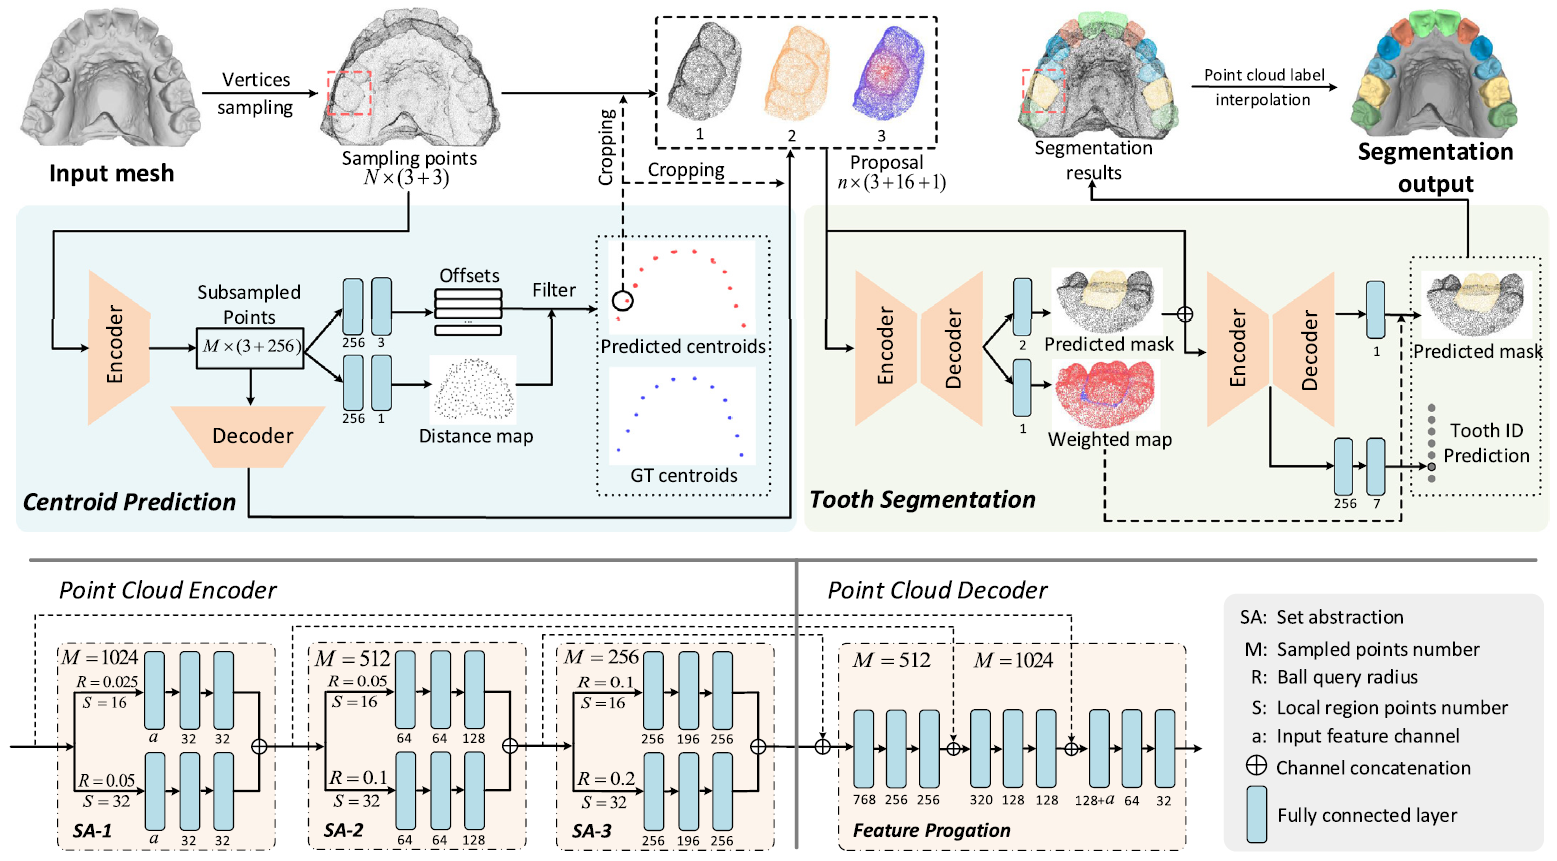 Input mesh
Vertices
sampling
Sampling points
N×(3+3)
Cropping
Cropping
1
2
3
Proposal
n×(3+16+1)
Segmentation
results
Point cloud label
interpolation
Segmentation
output
Encoder
Subsampled
Points
M×(3+256)
Decoder
256
3
256
1
Offsets
...
Distance map
Filter
Predicted centroids
GT centroids
Centroid Prediction
Encoder
Decoder
2
1
Predicted mask
Weighted map
Encoder
Decoder
1
Predicted mask
256
7
Tooth ID
Prediction
Tooth Segmentation
Point Cloud Encoder
M=1024
R=0.025
S=16
a
32
32
R=0.05
S=32
a
32
32
SA-1
M=512
R=0.05
S=16
64
64
128
R=0.1
S=32
64
64
128
SA-2
M=256
R=0.1
S=16
256
196
256
R=0.2
S=32
256
196
256
SA-3
Point Cloud Decoder
M=512
M=1024
768
256
256
320
128
128
128+a
64
32
Feature Progation
SA: Set abstraction
M: Sampled points number
R: Ball query radius
S: Local region points number
a: Input feature channel
⊕ Channel concatenation
Fully connected layer